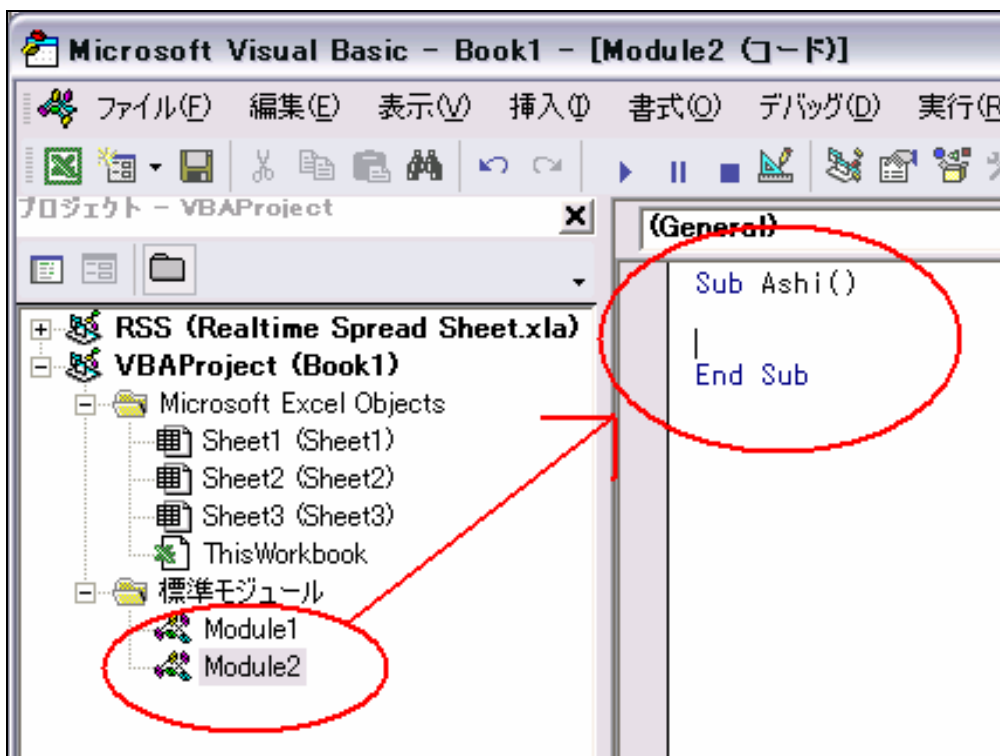 Microsoft Visual Basic - Book1 - [Module2 (コード)]
ファイル(F) 編集(E) 表示(V) 挿入(I) 書式(O) デバッグ(D) 実行(R
プロジェクト - VBAProject
(General)
Sub Ashi()
End Sub
RSS (Realtime Spread Sheet.xla)
VBAProject (Book1)
Microsoft Excel Objects
Sheet1 (Sheet1)
Sheet2 (Sheet2)
Sheet3 (Sheet3)
ThisWorkbook
標準モジュール
Module1
Module2